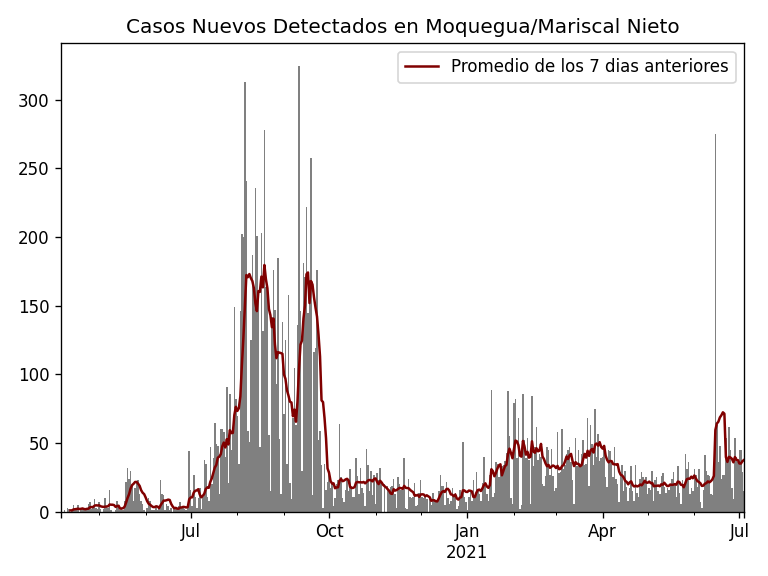 Casos Nuevos Detectados en Moquegua/Mariscal Nieto
Promedio de los 7 dias anteriores
300
250
200
150
100
50
0
Jul
Oct
Jan
2021
Apr
Jul